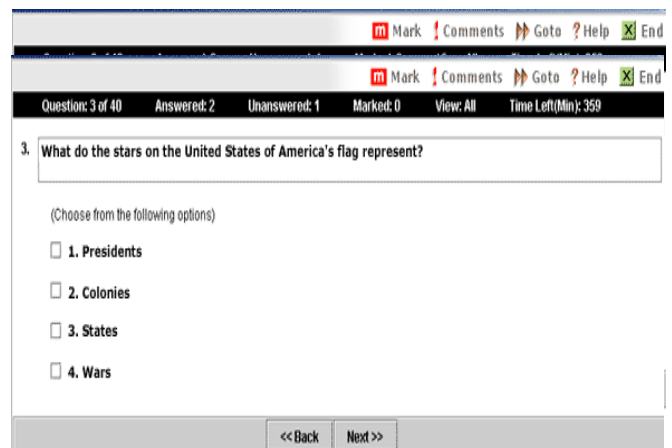 m Mark ! Comments Goto ? Help X End
m Mark ! Comments Goto ? Help X End
Question: 3 of 40 Answered: 2 Unanswered: 1 Marked: 0 View: All Time Left(Min): 359
3. What do the stars on the United States of America's flag represent?
(Choose from the following options)
1. Presidents
2. Colonies
3. States
4. Wars
<< Back Next >>